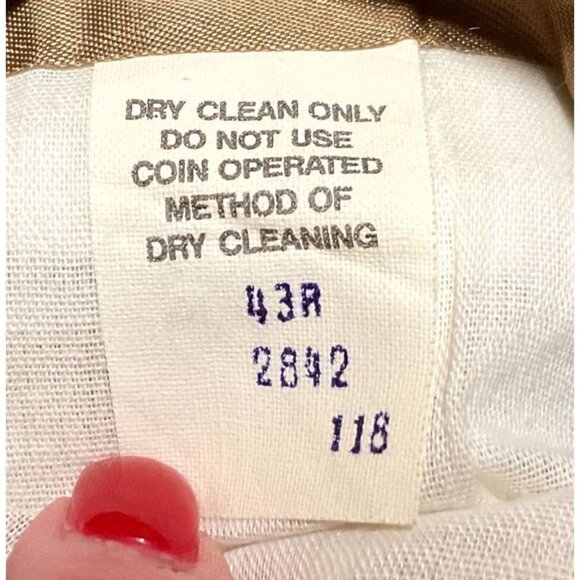 DRY CLEAN ONLY
DO NOT USE
COIN OPERATED
METHOD OF
DRY CLEANING
43R
2842
118